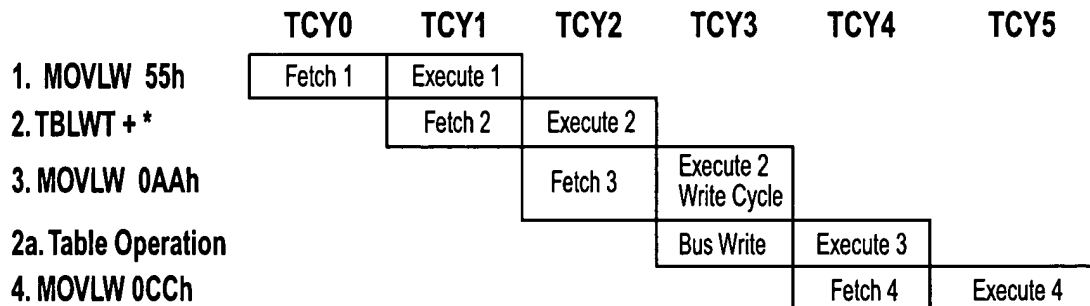 TCY0 TCY1 TCY2 TCY3 TCY4 TCY5
1. MOVLW 55h Fetch 1 Execute 1
2. TBLWT + * Fetch 2 Execute 2
3. MOVLW 0AAh Fetch 3 Execute 2
Write Cycle
2a. Table Operation Bus Write Execute 3
4. MOVLW 0CCh Fetch 4 Execute 4